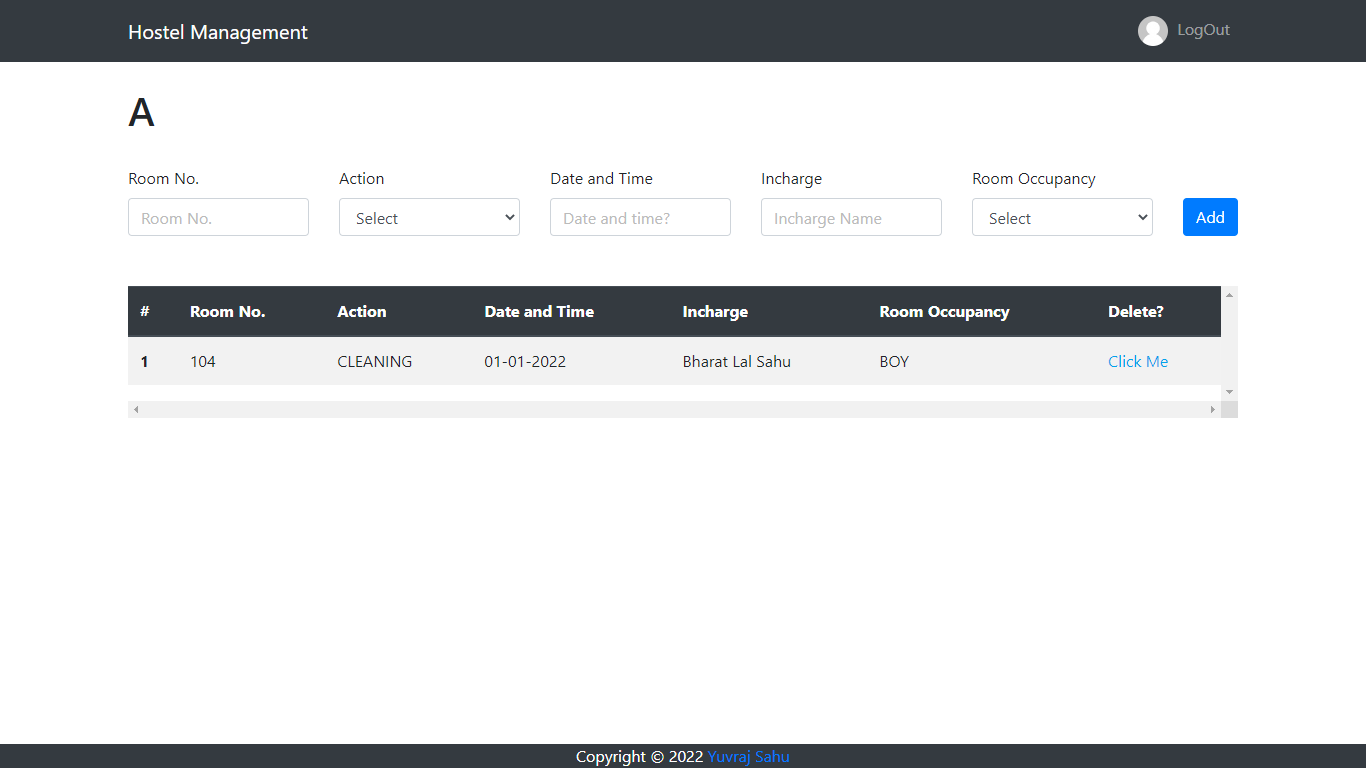 Hostel Management LogOut
A
Room No. Action Date and Time Incharge Room Occupancy
Room No. Select Date and time? Incharge Name Select Add
# Room No. Action Date and Time Incharge Room Occupancy Delete?
1 104 CLEANING 01-01-2022 Bharat Lal Sahu BOY Click Me
Copyright © 2022 Yuvraj Sahu